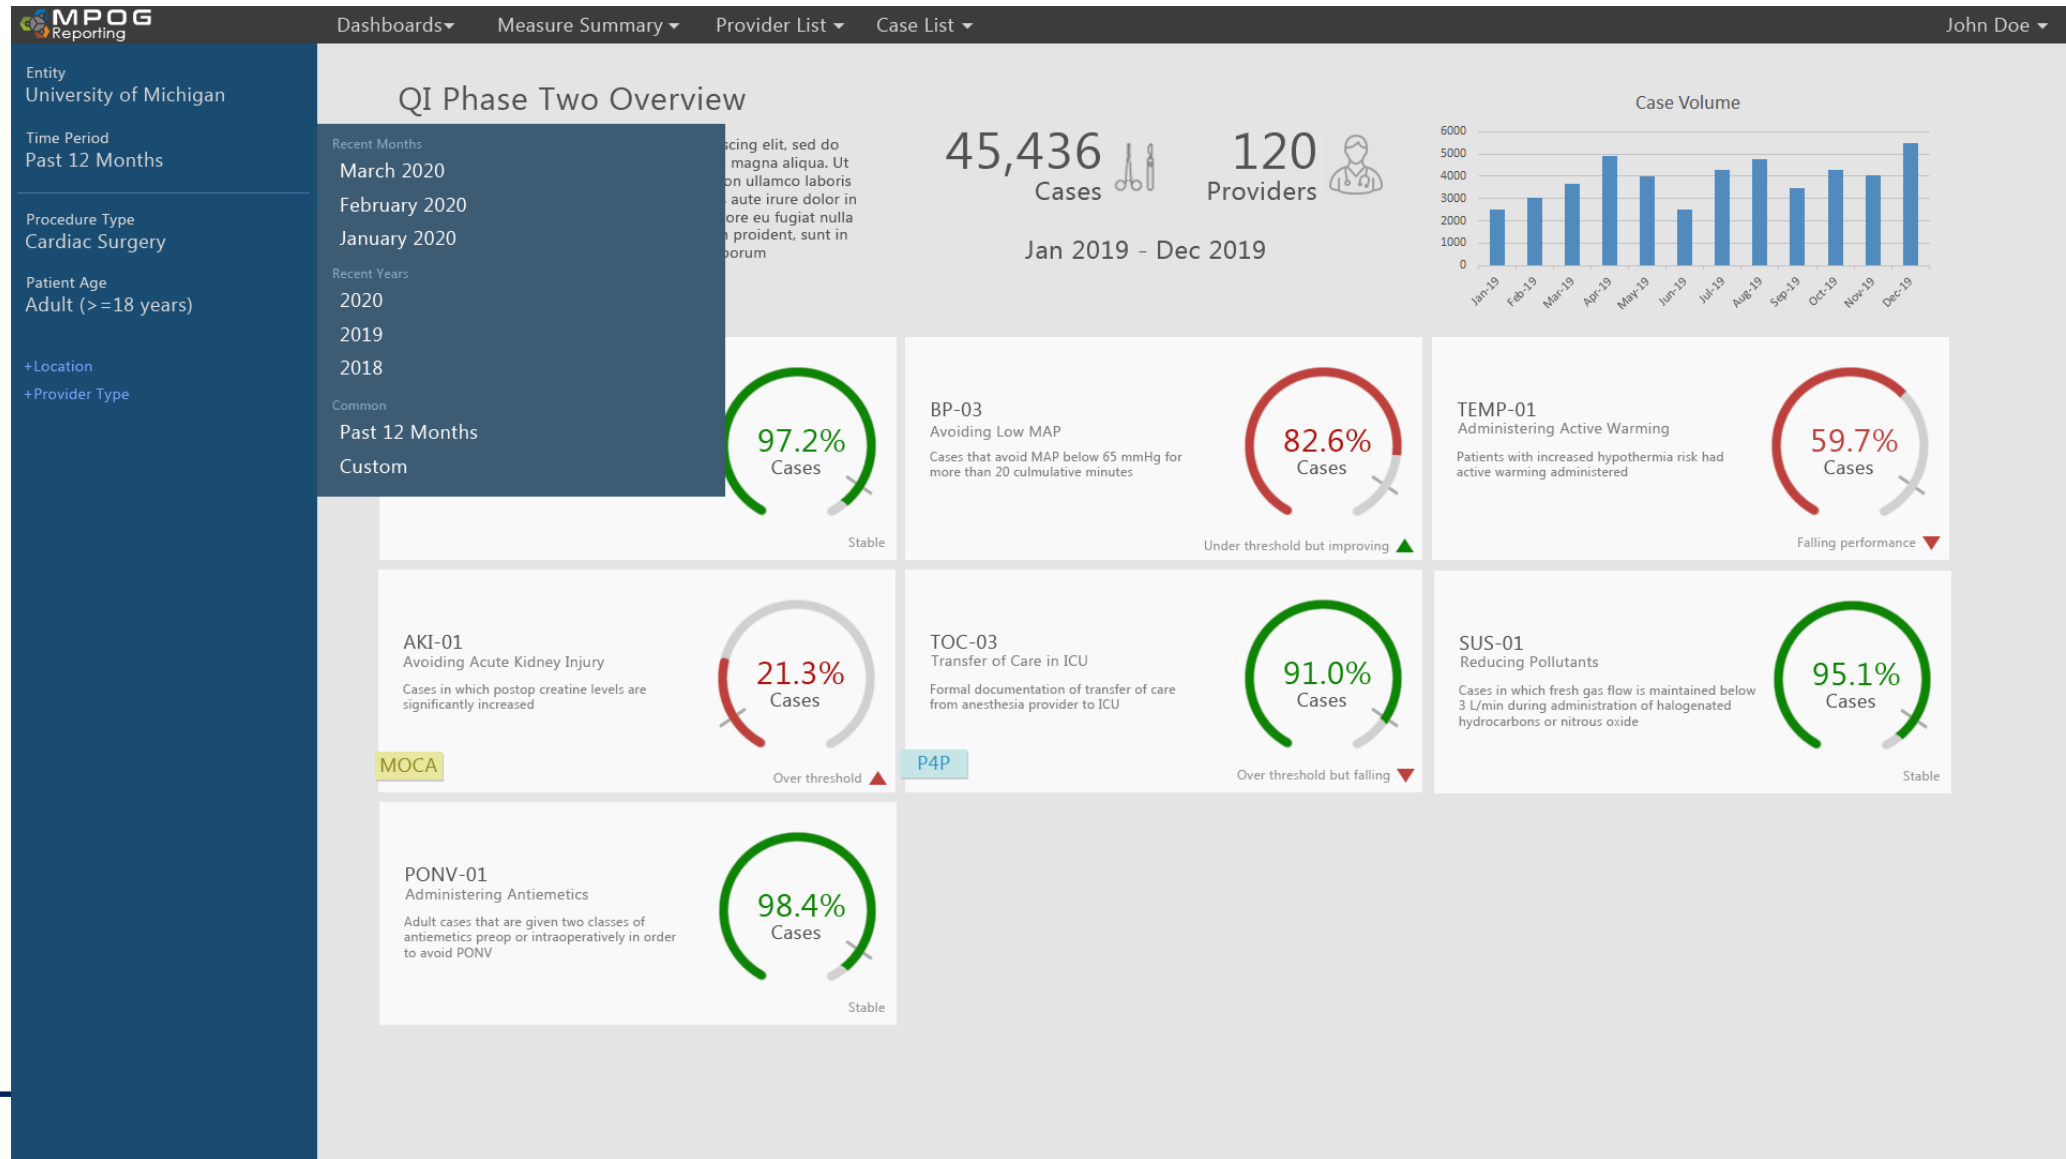 MPOG
Reporting
Dashboards
Measure Summary
Provider List
Case List
John Doe
Entity
University of Michigan
Time Period
Past 12 Months
Procedure Type
Cardiac Surgery
Patient Age
Adult (>=18 years)
+Location
+Provider Type
QI Phase Two Overview
Recent Months
March 2020
February 2020
January 2020
Recent Years
2020
2019
2018
Common
Past 12 Months
Custom
elit, sed do
magna aliqua. Ut
ullamco laboris
aute irure dolor in
eu fugiat nulla
proident, sunt in
45,436
Cases
120
Providers
Jan 2019 - Dec 2019
Case Volume
6000
5000
4000
3000
2000
1000
0
Jan-19
Feb-19
Mar-19
Apr-19
May-19
Jun-19
Jul-19
Aug-19
Sep-19
Oct-19
Nov-19
Dec-19
97.2%
Cases
Stable
BP-03
Avoiding Low MAP
Cases that avoid MAP below 65 mmHg for
more than 20 culmulative minutes
82.6%
Cases
Under threshold but improving
TEMP-01
Administering Active Warming
Patients with increased hypothermia risk had
active warming administered
59.7%
Cases
Falling performance
AKI-01
Avoiding Acute Kidney Injury
Cases in which postop creatine levels are
significantly increased
21.3%
Cases
MOCA
Over threshold
TOC-03
Transfer of Care in ICU
Formal documentation of transfer of care
from anesthesia provider to ICU
91.0%
Cases
P4P
Over threshold but falling
SUS-01
Reducing Pollutants
Cases in which fresh gas flow is maintained below
3 L/min during administration of halogenated
hydrocarbons or nitrous oxide
95.1%
Cases
Stable
PONV-01
Administering Antiemetics
Adult cases that are given two classes of
antiemetics preop or intraoperatively in order
to avoid PONV
98.4%
Cases
Stable